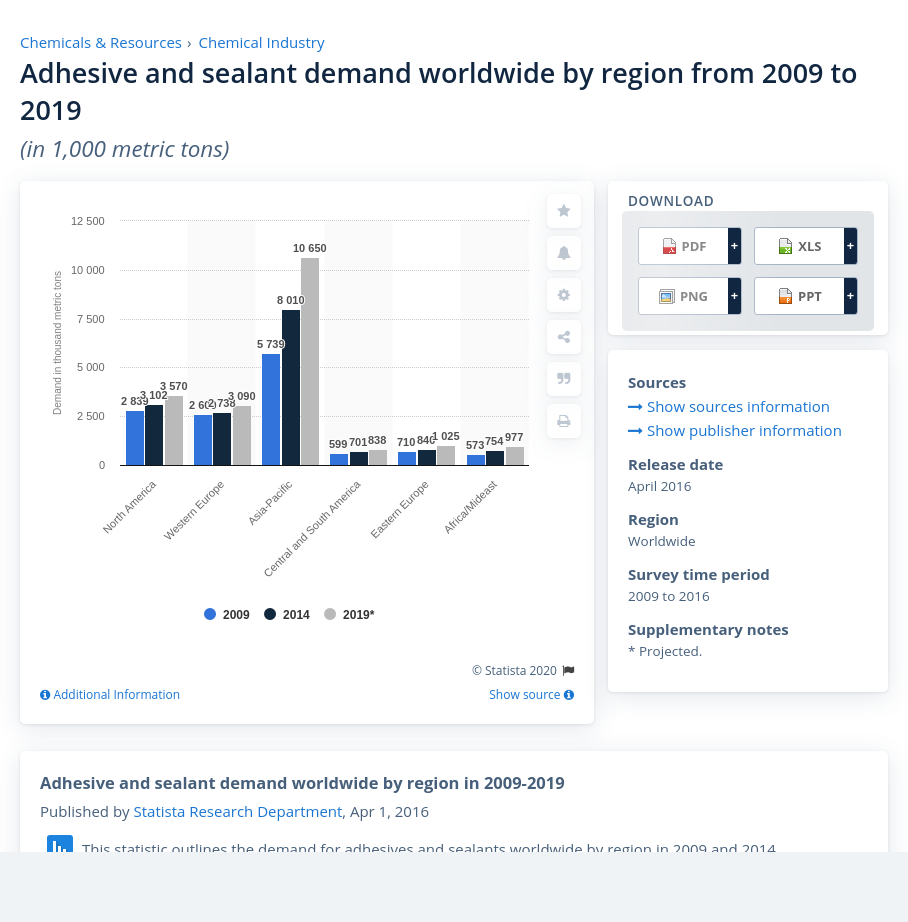 Chemicals & Resources › Chemical Industry
Adhesive and sealant demand worldwide by region from 2009 to
2019
(in 1,000 metric tons)
Demand in thousand metric tons
12 500
10 000
7 500
5 000
2 500
0
2 839
3 102
3 570
2 738
3 090
5 739
8 010
10 650
599
701
838
710
840
1 025
573
754
977
North America
Western Europe
Asia-Pacific
Central and South America
Eastern Europe
Africa/Mideast
2009 2014 2019*
© Statista 2020
Additional Information
Show source
DOWNLOAD
PDF +
XLS +
PNG +
PPT +
Sources
Show sources information
Show publisher information
Release date
April 2016
Region
Worldwide
Survey time period
2009 to 2016
Supplementary notes
* Projected.
Adhesive and sealant demand worldwide by region in 2009-2019
Published by Statista Research Department, Apr 1, 2016
This statistic outlines the demand for adhesives and sealants worldwide by region in 2009 and 2014